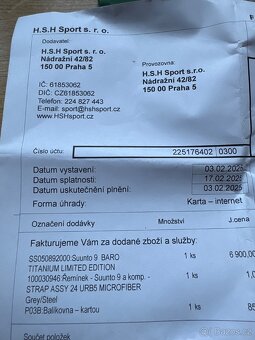 H.S.H Sport s. r. o.
Dodavatel:
H.S.H Sport s. r. o.
Nádražní 42/82
150 00 Praha 5
Provozovna:
H.S.H Sport s. r. o.
Nádražní 42/82
150 00 Praha 5
IČ: 61853062
DIČ: CZ61853062
Telefon: 224 827 443
E-mail: sport@hshsport.cz
www.HSHsport.cz
Číslo účtu: 225176402 0300
Datum vystavení: 03.02.2025
Datum splatnosti: 17.02.2025
Datum uskutečnění plnění: 03.02.202
Forma úhrady: Karta – internet
Označení dodávky Množství J.cena
Fakturujeme Vám za dodané zboží a služby:
SS050892000:Suunto 9 BARO 1 ks 6.900,0
TITANIUM LIMITED EDITION
100030946 Řemínek - Suunto 9 a komp. - 1 ks 1,0
STRAP ASSY 24 URB5 MICROFIBER
Grey/Steel
P03B:Balíkovna – kartou 1 ks 85
Součet položek